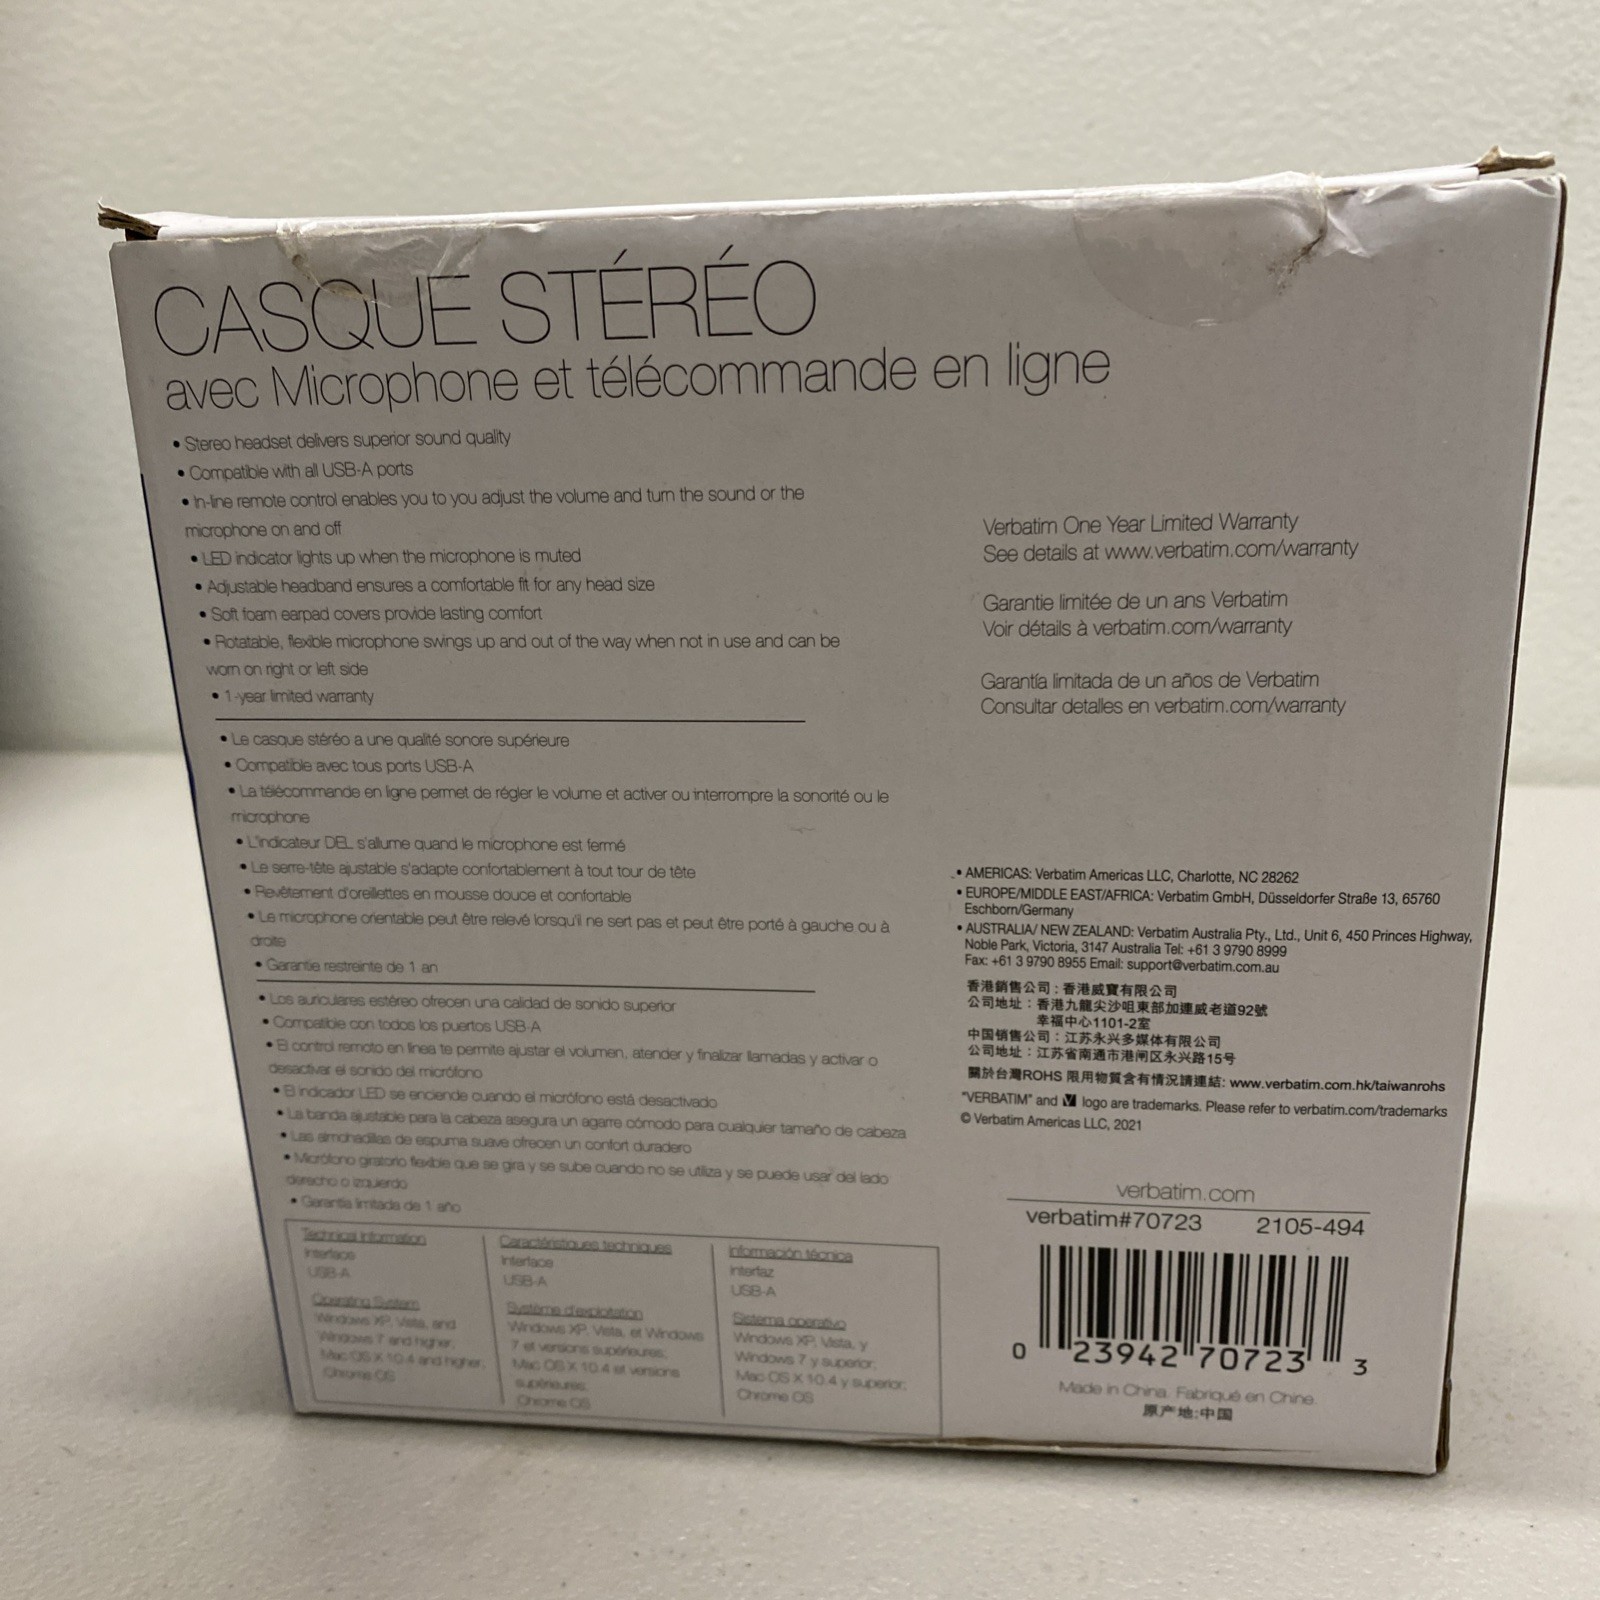 CASQUE STÉRÉO
avec Microphone et télécommande en ligne
• Stereo headset delivers superior sound quality
• Compatible with all USB-A ports
• In-line remote control enables you to you adjust the volume and turn the sound or the
microphone on and off
• LED indicator lights up when the microphone is muted
• Adjustable headband ensures a comfortable fit for any head size
• Soft foam earpad covers provide lasting comfort
• Rotatable, flexible microphone swings up and out of the way when not in use and can be
worn on right or left side
• 1-year limited warranty
• Le casque stéréo a une qualité sonore supérieure
• Compatible avec tous ports USB-A
• La télécommande en ligne permet de régler le volume et activer ou interrompre la sonorité ou le
microphone
• L'indicateur DEL s'allume quand le microphone est fermé
• Le serre-tête ajustable s'adapte confortablement à tout tour de tête
• Revêtement d'oreillettes en mousse douce et confortable
• Le microphone orientable peut être relevé lorsqu'il ne sert pas et peut être porté à gauche ou à
droite
• Garantie restreinte de 1 an
• Los auriculares estéreo ofrecen una calidad de sonido superior
• Compatible con todos los puertos USB-A
• El control remoto en línea te permite ajustar el volumen, atender y finalizar llamadas y activar o
desactivar el sonido del micrófono
• El indicador LED se enciende cuando el micrófono está desactivado
• La banda ajustable para la cabeza asegura un agarre cómodo para cualquier tamaño de cabeza
• Las almohadillas de espuma suave ofrecen un confort duradero
• Micrófono giratorio flexible que se gira y se sube cuando no se utiliza y se puede usar del lado
derecho o izquierdo
• Garantía limitada de 1 año
Technical Information
Interface
USB-A
Operating System
Windows XP, Vista, and
Windows 7 and higher;
Mac OS X 10.4 and higher;
Chrome OS
Caractéristiques techniques
Interface
USB-A
Système d'exploitation
Windows XP, Vista, et Windows
7 et versions supérieures;
Mac OS X 10.4 et versions
supérieures;
Chrome OS
Información técnica
Interfaz
USB-A
Sistema operativo
Windows XP, Vista, y
Windows 7 y superior;
Mac OS X 10.4 y superior;
Chrome OS
Verbatim One Year Limited Warranty
See details at www.verbatim.com/warranty
Garantie limitée de un ans Verbatim
Voir détails à verbatim.com/warranty
Garantía limitada de un años de Verbatim
Consultar detalles en verbatim.com/warranty
• AMERICAS: Verbatim Americas LLC, Charlotte, NC 28262
• EUROPE/MIDDLE EAST/AFRICA: Verbatim GmbH, Düsseldorfer Straße 13, 65760
Eschborn/Germany
• AUSTRALIA/ NEW ZEALAND: Verbatim Australia Pty., Ltd., Unit 6, 450 Princes Highway,
Noble Park, Victoria, 3147 Australia Tel: +61 3 9790 8999
Fax: +61 3 9790 8955 Email: support@verbatim.com.au
香港銷售公司：香港威寶有限公司
公司地址：香港九龍尖沙咀東部加連威老道92號
幸福中心1101-2室
中国销售公司：江苏永兴多媒体有限公司
公司地址：江苏省南通市港闸区永兴路15号
關於台灣ROHS 限用物質含有情況請連結: www.verbatim.com.hk/taiwanrohs
"VERBATIM" and logo are trademarks. Please refer to verbatim.com/trademarks
© Verbatim Americas LLC, 2021
verbatim.com
verbatim#70723 2105-494
0 23942 70723 3
Made in China. Fabriqué en Chine.
原产地:中国